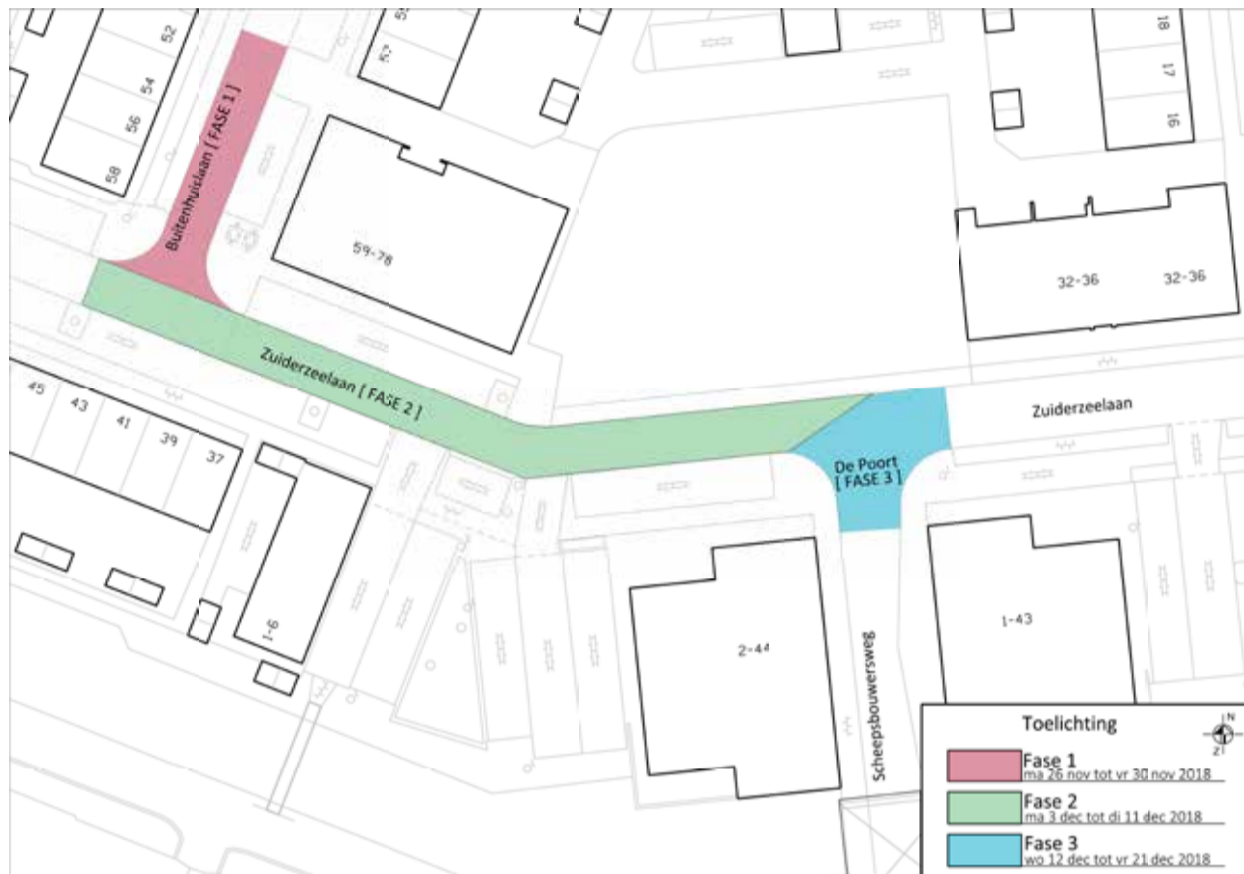 52
54
56
58
57
18
17
16
Buitenhuislaan [ FASE 1 ]
59-78
32-36
32-36
Zuiderzeelaan [ FASE 2 ]
Zuiderzeelaan
De Poort
[ FASE 3 ]
45
43
41
39
37
1-6
2-44
1-43
Scheepsbouwersweg
Toelichting
N
Z
Fase 1
ma 26 nov tot vr 30 nov 2018
Fase 2
ma 3 dec tot di 11 dec 2018
Fase 3
wo 12 dec tot vr 21 dec 2018